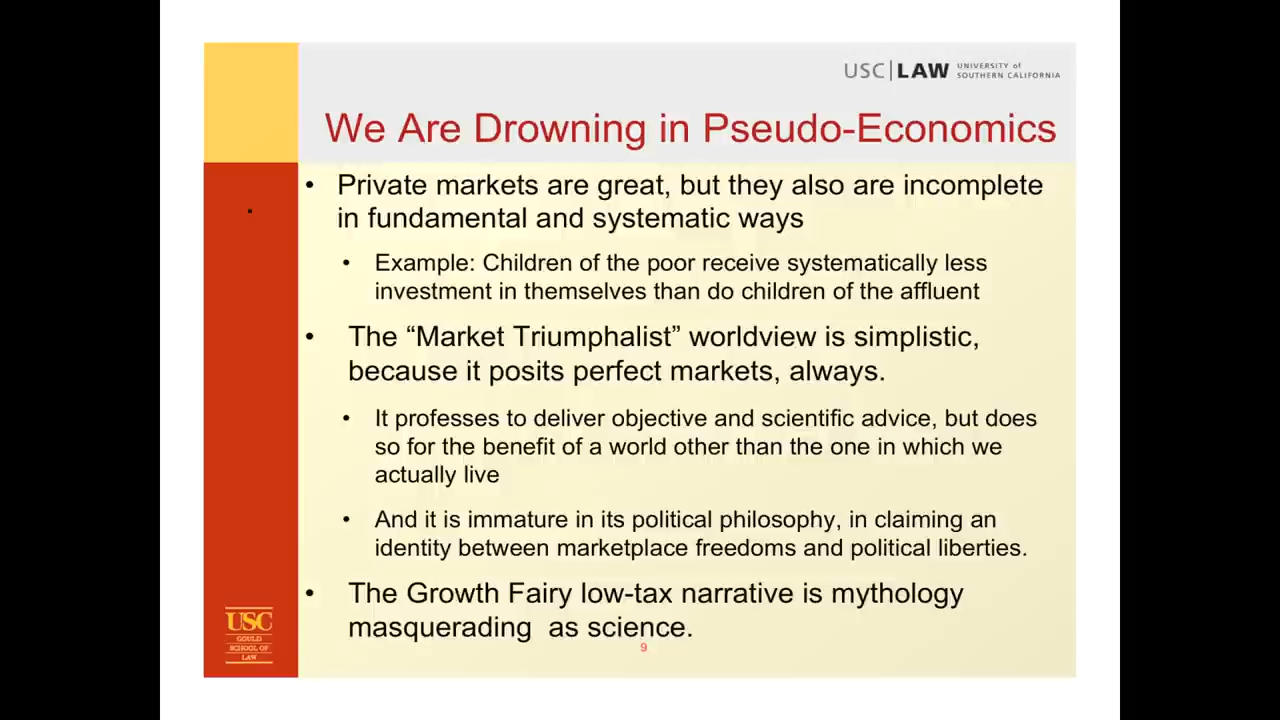 USC LAW UNIVERSITY of
SOUTHERN CALIFORNIA
We Are Drowning in Pseudo-Economics
• Private markets are great, but they also are incomplete
in fundamental and systematic ways
• Example: Children of the poor receive systematically less
investment in themselves than do children of the affluent
• The “Market Triumphalist” worldview is simplistic,
because it posits perfect markets, always.
• It professes to deliver objective and scientific advice, but does
so for the benefit of a world other than the one in which we
actually live
• And it is immature in its political philosophy, in claiming an
identity between marketplace freedoms and political liberties.
• The Growth Fairy low-tax narrative is mythology
masquerading as science.
9
USC
GOULD
SCHOOL OF
LAW